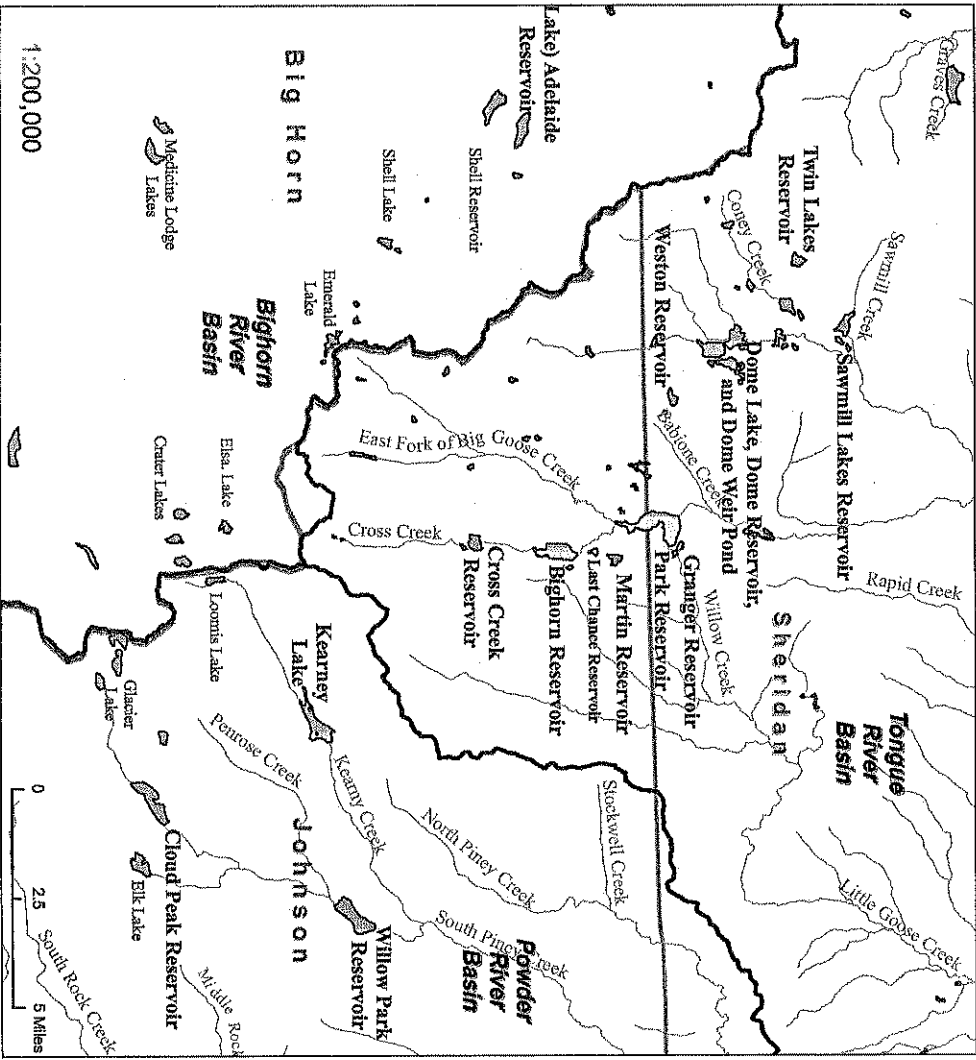 Graves Creek
Lake) Adelaide
Reservoir
Twin Lakes
Reservoir
Coney Creek
Sawmill Creek
Sawmill Lakes Reservoir
Weston Reservoir
Dome Lake, Dome Reservoir,
and Dome Weir Pond
Babione Creek
Rapid Creek
Sheridan
Tongue
River
Basin
Shell Reservoir
Shell Lake
Big Horn
Medicine Lodge
Lakes
1:200,000
Emerald
Lake
Bighorn
River
Basin
East Fork of Big Goose Creek
Cross Creek
Cross Creek
Reservoir
Bighorn Reservoir
Last Chance Reservoir
Martin Reservoir
Park Reservoir
Granger Reservoir
Willow Creek
Elsa Lake
Crater Lakes
Loomis Lake
Kearney
Lake
Glacier
Lake
Penrose Creek
Kearny Creek
North Piney Creek
Stockwell Creek
Little Goose Creek
South Piney Creek
Powder
River
Basin
Johnson
Willow Park
Reservoir
Cloud Peak Reservoir
Elk Lake
Middle Rock
South Rock Creek
0 2.5 5 Miles